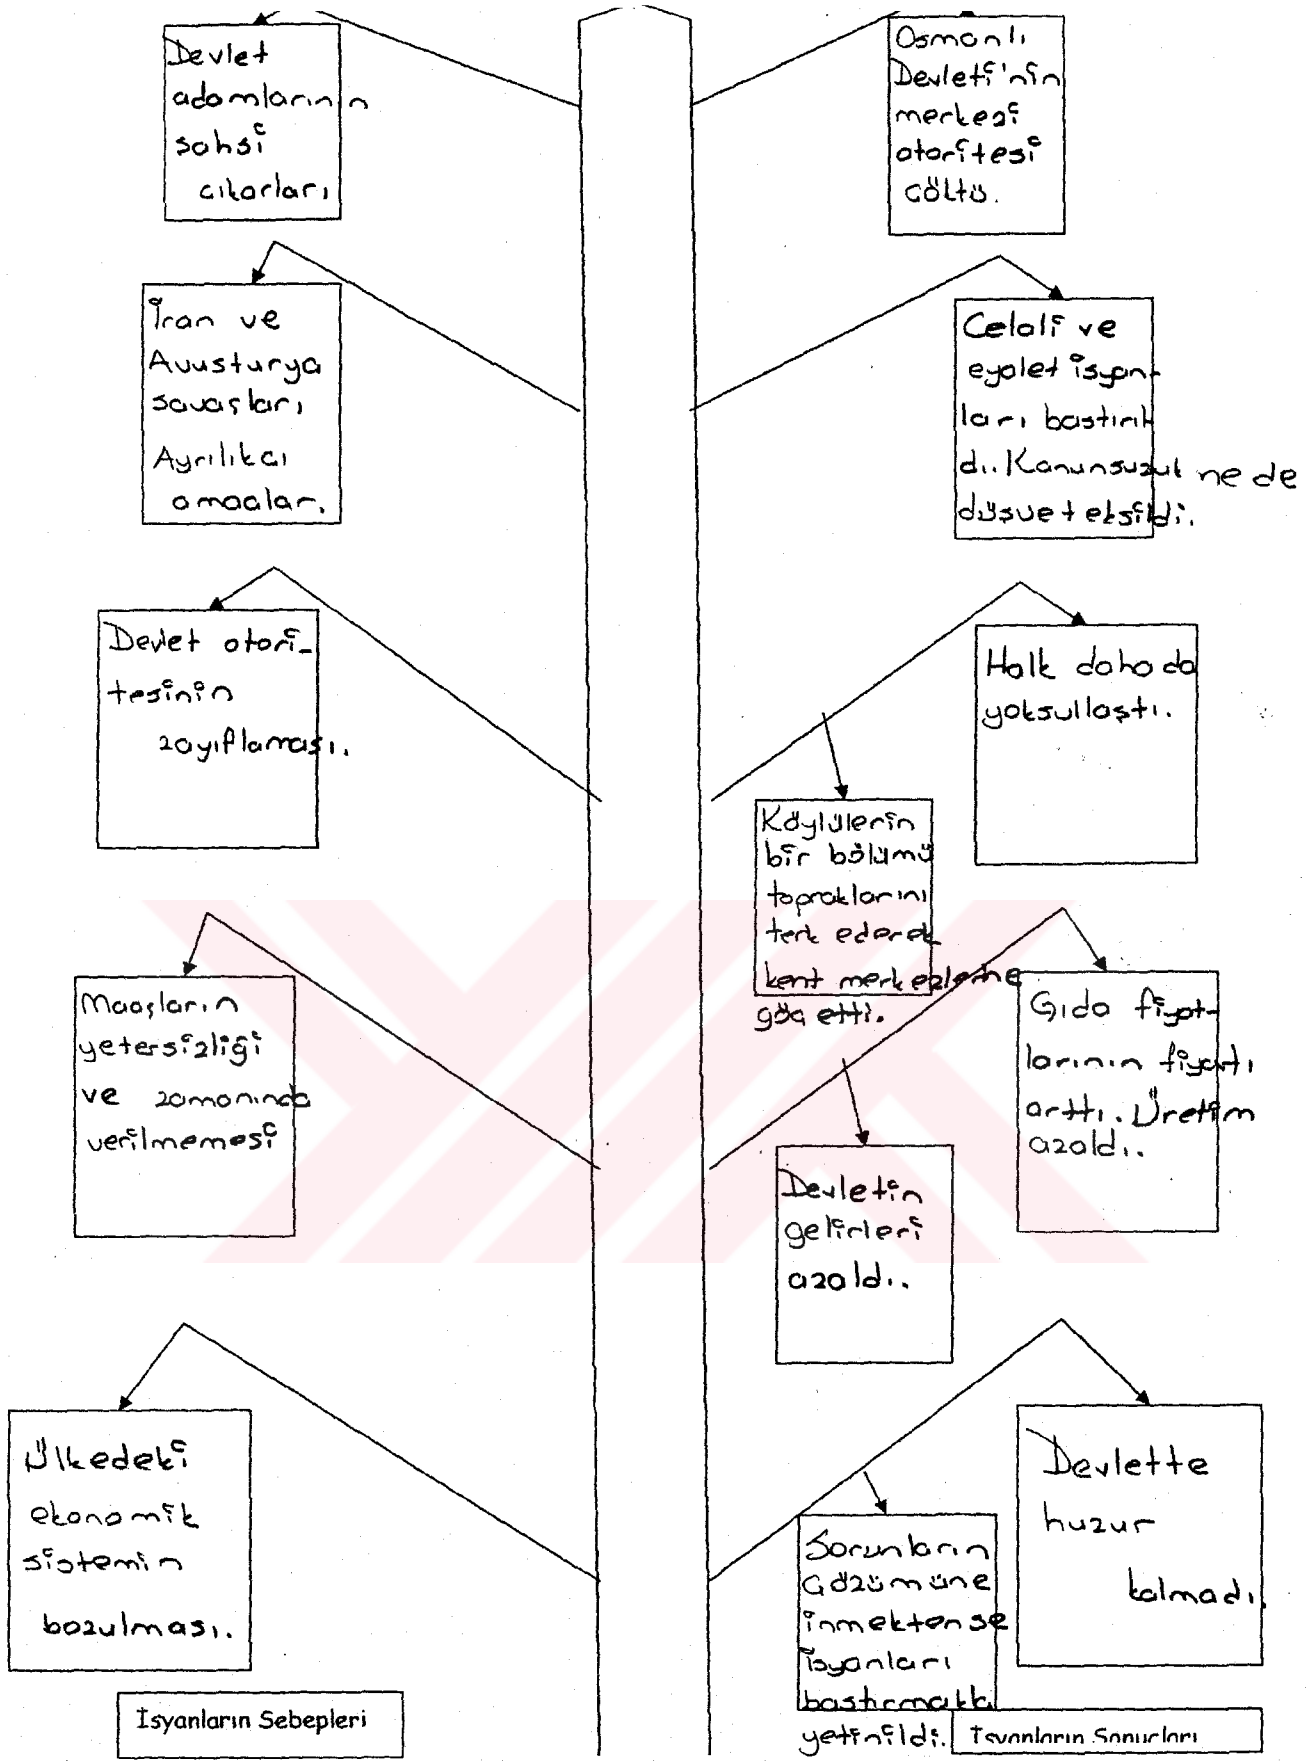 Devlet
adamlarının
şahsi
çıkarları
İran ve
Avusturya
savaşları
Ayrılıkçı
amaçlar.
Devlet otori-
tesinin
zayıflaması.
Maaşların
yetersizliği
ve zamanında
verilmemesi
Ülkedeki
ekonomik
sistemin
bozulması.
İsyanların Sebepleri
Osmanlı
Devleti'nin
merkezi
otoritesi
çöktü.
Celali ve
eyalet isyan-
ları bastırıl
dı. Kanunsuzluk ne de
düşvet eksildi.
Halk daha da
yoksullaştı.
Köylülerin
bir bölümü
topraklarını
terk ederek
kent merkezlerine
göç etti.
Gıda fiyat-
larının fiyatı
arttı. Üretim
azaldı.
Devletin
gelirleri
azaldı.
Devlette
huzur
kalmadı.
Sorunların
çözümüne
inmektense
isyanları
bastırmakla
yetinildi.
İsyanların Sonuçları